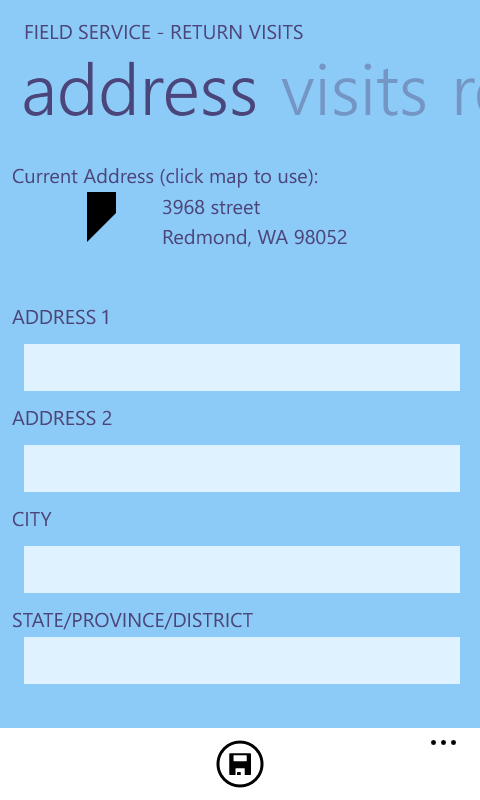 FIELD SERVICE - RETURN VISITS
address visits re
Current Address (click map to use):
3968 street
Redmond, WA 98052
ADDRESS 1
ADDRESS 2
CITY
STATE/PROVINCE/DISTRICT